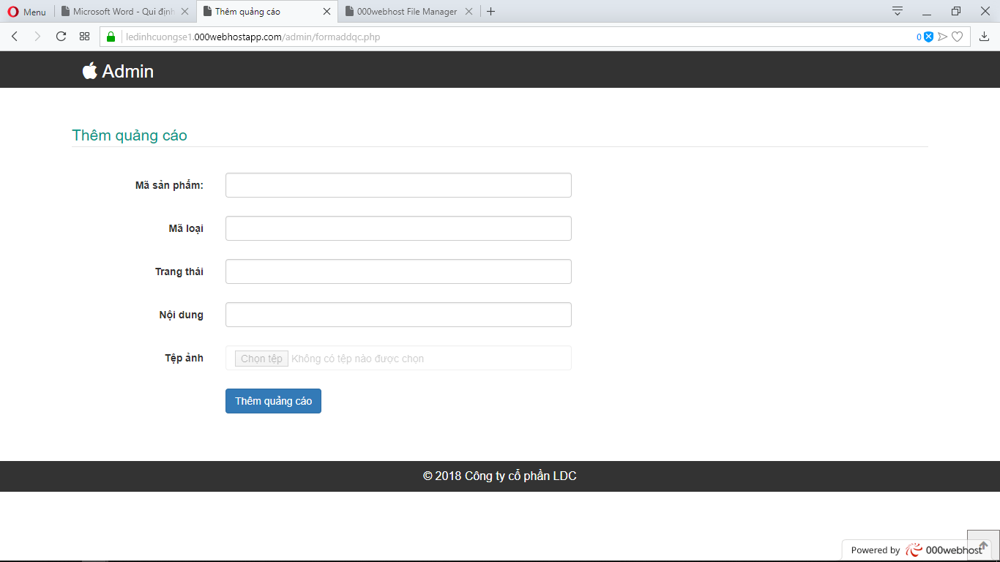 Menu
Microsoft Word - Qui định
Thêm quảng cáo
000webhost File Manager
ledinhcuongse1.000webhostapp.com/admin/formaddqc.php
0
Admin
Thêm quảng cáo
Mã sản phẩm:
Mã loại
Trang thái
Nội dung
Tệp ảnh
Chọn tệp Không có tệp nào được chọn
Thêm quảng cáo
© 2018 Công ty cổ phần LDC
Powered by 000webhost